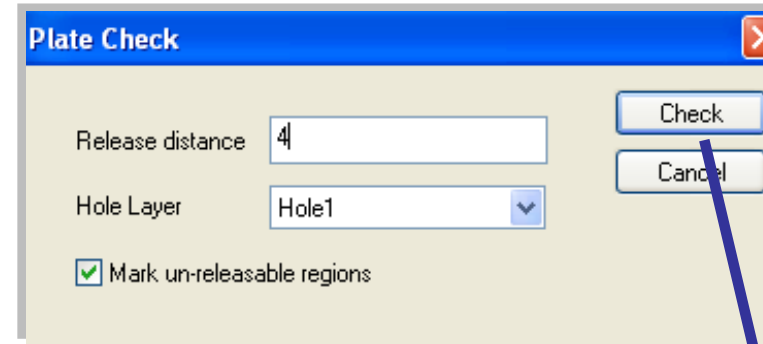 Plate Check
Release distance 4
Check
Cancel
Hole Layer Hole1
Mark un-releasable regions